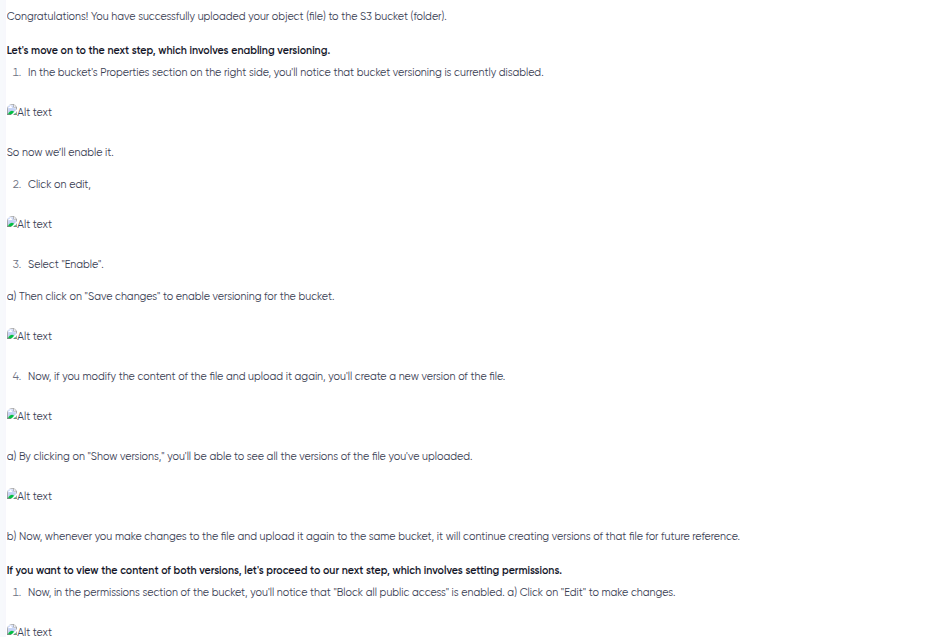 Congratulations! You have successfully uploaded your object (file) to the S3 bucket (folder).
Let's move on to the next step, which involves enabling versioning.
1. In the bucket's Properties section on the right side, you'll notice that bucket versioning is currently disabled.
Alt text
So now we'll enable it.
2. Click on edit,
Alt text
3. Select "Enable".
a) Then click on "Save changes" to enable versioning for the bucket.
Alt text
4. Now, if you modify the content of the file and upload it again, you'll create a new version of the file.
Alt text
a) By clicking on "Show versions," you'll be able to see all the versions of the file you've uploaded.
Alt text
b) Now, whenever you make changes to the file and upload it again to the same bucket, it will continue creating versions of that file for future reference.
If you want to view the content of both versions, let's proceed to our next step, which involves setting permissions.
1. Now, in the permissions section of the bucket, you'll notice that "Block all public access" is enabled. a) Click on "Edit" to make changes.
Alt text